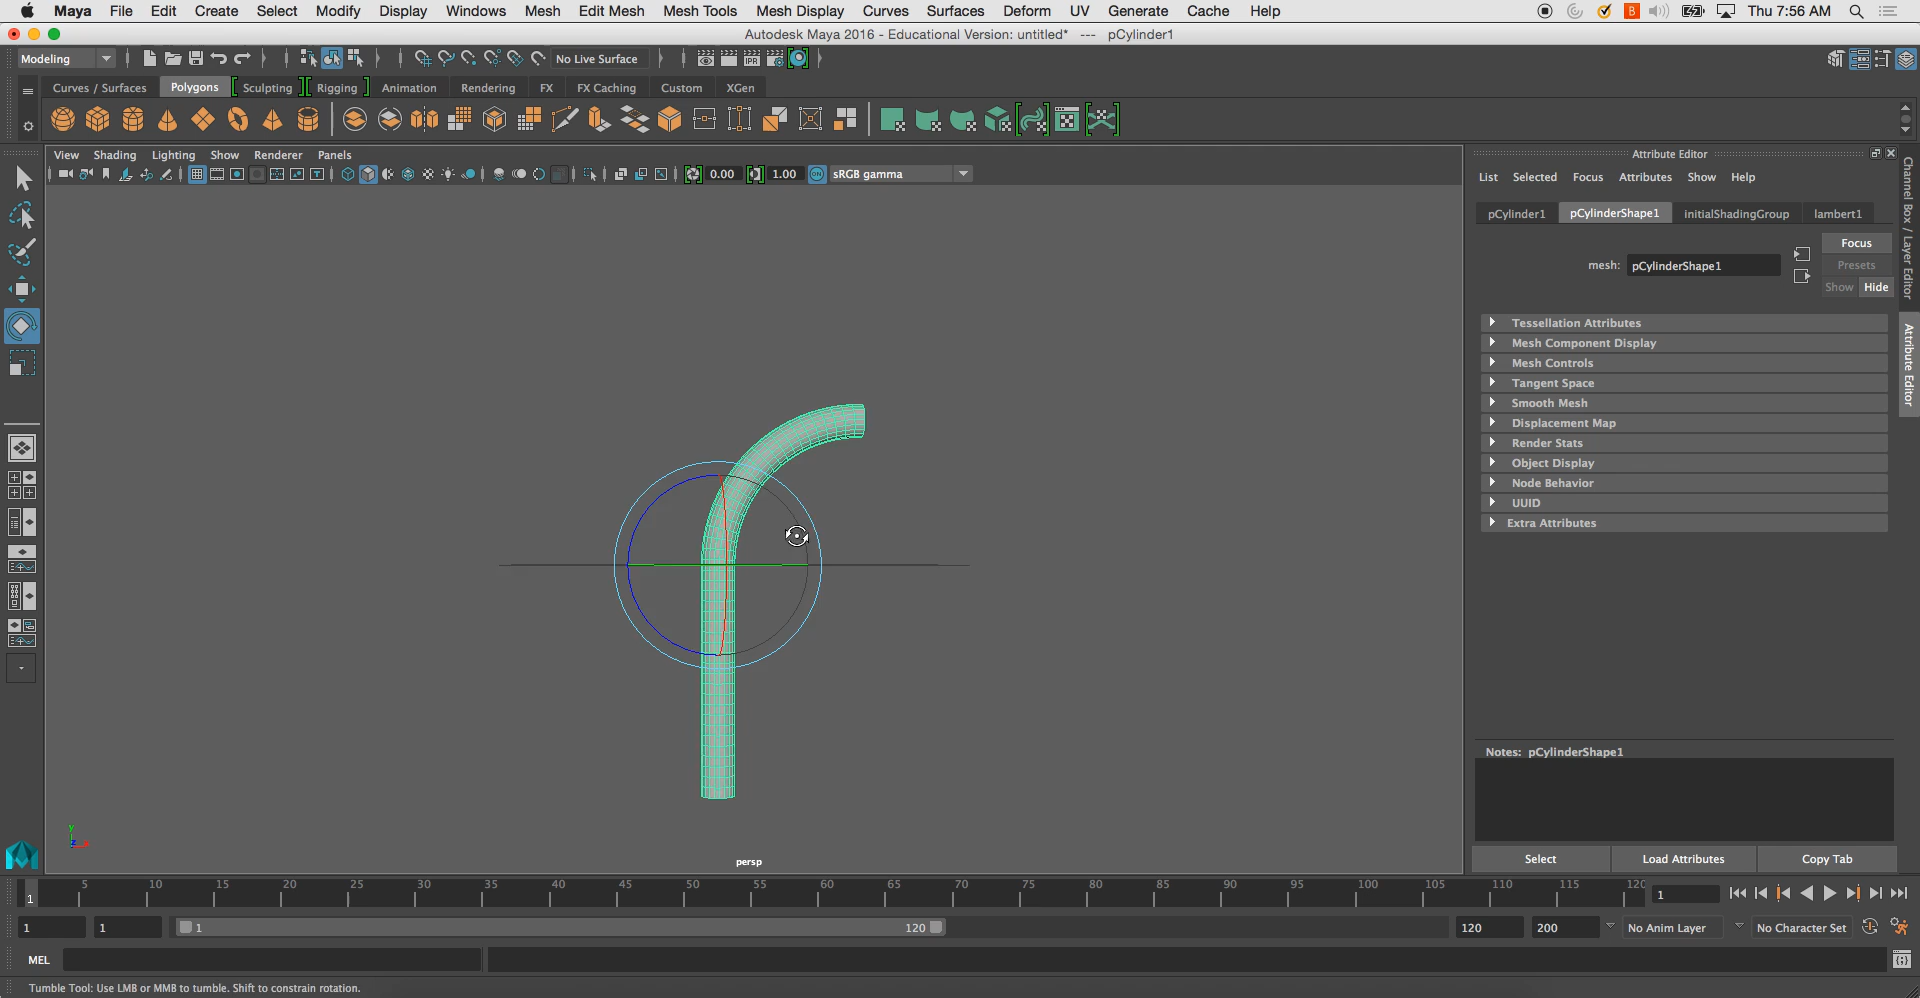 Maya File Edit Create Select Modify Display Windows Mesh Edit Mesh Mesh Tools Mesh Display Curves Surfaces Deform UV Generate Cache Help
B Thu 7:56 AM
Autodesk Maya 2016 - Educational Version: untitled* --- pCylinder1
Modeling
No Live Surface
IPR
Curves / Surfaces Polygons Sculpting Rigging Animation Rendering FX FX Caching Custom XGen
View Shading Lighting Show Renderer Panels
0.00 1.00 ON sRGB gamma
Attribute Editor
List Selected Focus Attributes Show Help
pCylinder1 pCylinderShape1 initialShadingGroup lambert1
mesh: pCylinderShape1
Focus
Presets
Show Hide
Tessellation Attributes
Mesh Component Display
Mesh Controls
Tangent Space
Smooth Mesh
Displacement Map
Render Stats
Object Display
Node Behavior
UUID
Extra Attributes
Channel Box / Layer Editor
Attribute Editor
Notes: pCylinderShape1
Select Load Attributes Copy Tab
y
z
persp
1 5 10 15 20 25 30 35 40 45 50 55 60 65 70 75 80 85 90 95 100 105 110 115 120 1
1 1 1 120 120 200 No Anim Layer No Character Set
MEL
Tumble Tool: Use LMB or MMB to tumble. Shift to constrain rotation.